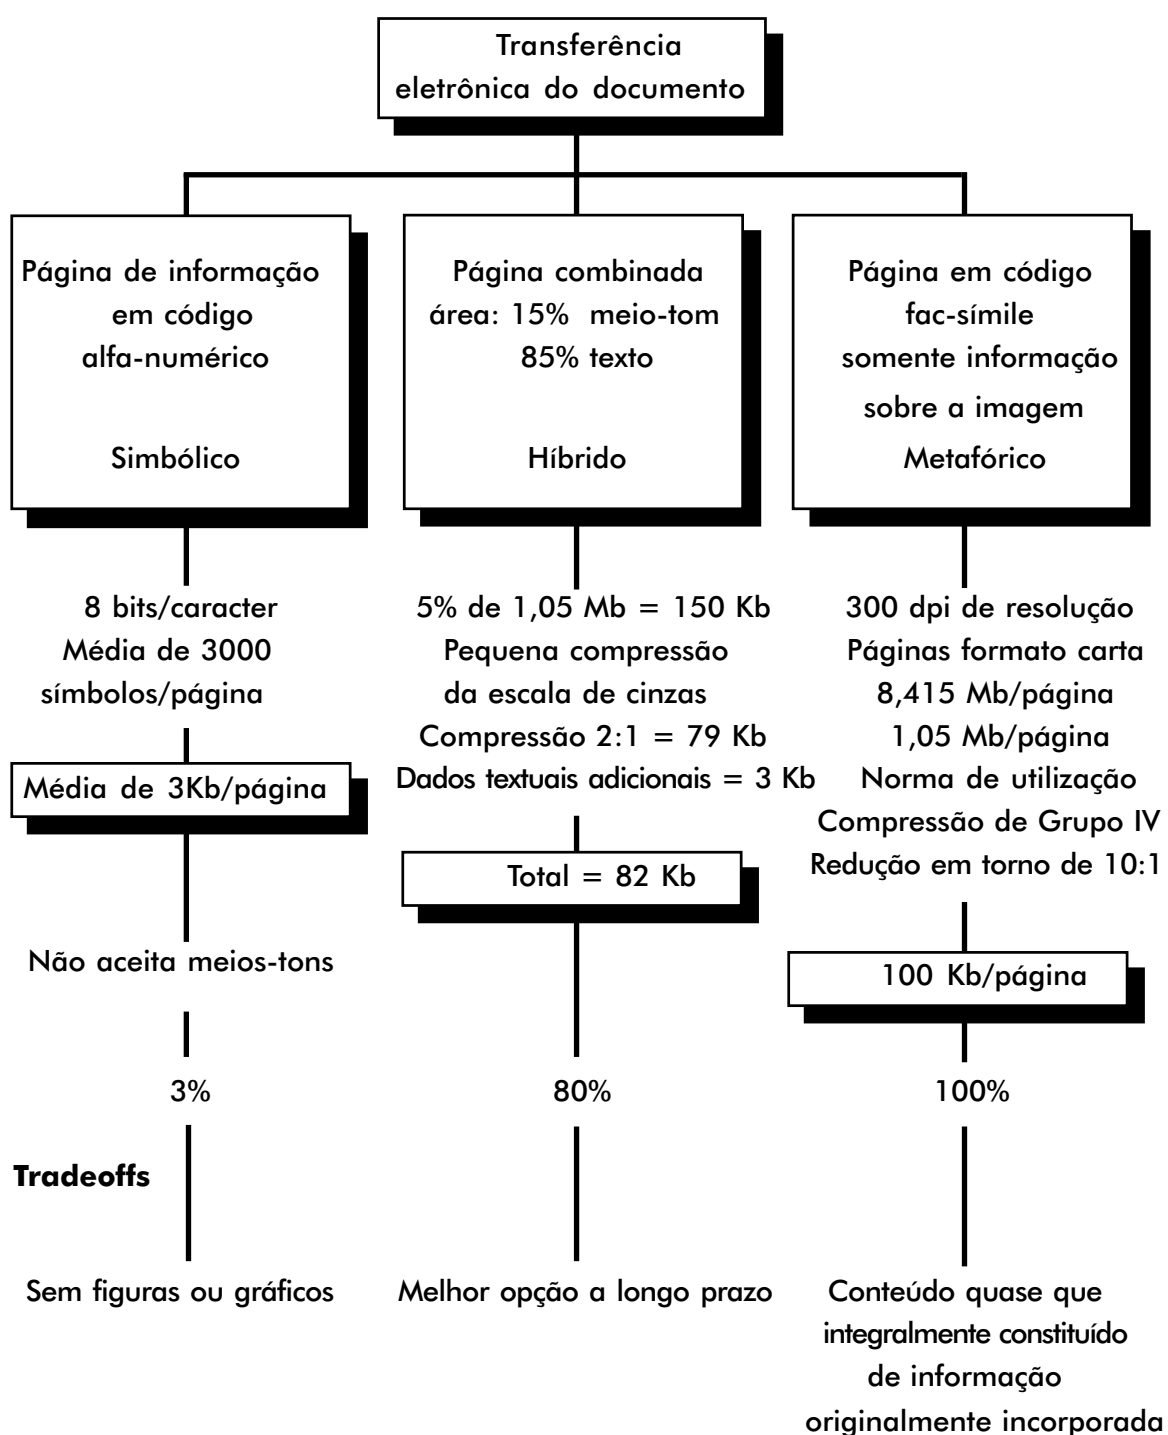 Transferência
eletrônica do documento
Página de informação
em código
alfa-numérico
Simbólico
8 bits/caracter
Média de 3000
símbolos/página
Média de 3Kb/página
Não aceita meios-tons
3%
Tradeoffs
Sem figuras ou gráficos
Página combinada
área: 15% meio-tom
85% texto
Híbrido
5% de 1,05 Mb = 150 Kb
Pequena compressão
da escala de cinzas
Compressão 2:1 = 79 Kb
Dados textuais adicionais = 3 Kb
Total = 82 Kb
80%
Melhor opção a longo prazo
Página em código
fac-símile
somente informação
sobre a imagem
Metafórico
300 dpi de resolução
Páginas formato carta
8,415 Mb/página
1,05 Mb/página
Norma de utilização
Compressão de Grupo IV
Redução em torno de 10:1
100 Kb/página
100%
Conteúdo quase que
integralmente constituído
de informação
originalmente incorporada